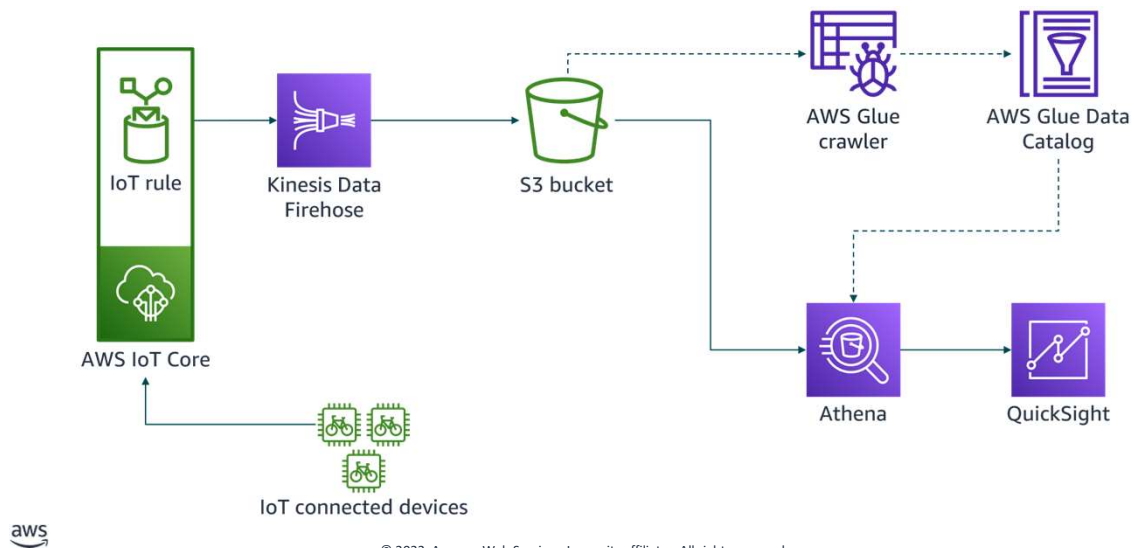 IoT rule
AWS IoT Core
Kinesis Data
Firehose
S3 bucket
AWS Glue
crawler
AWS Glue Data
Catalog
Athena
QuickSight
IoT connected devices
aws